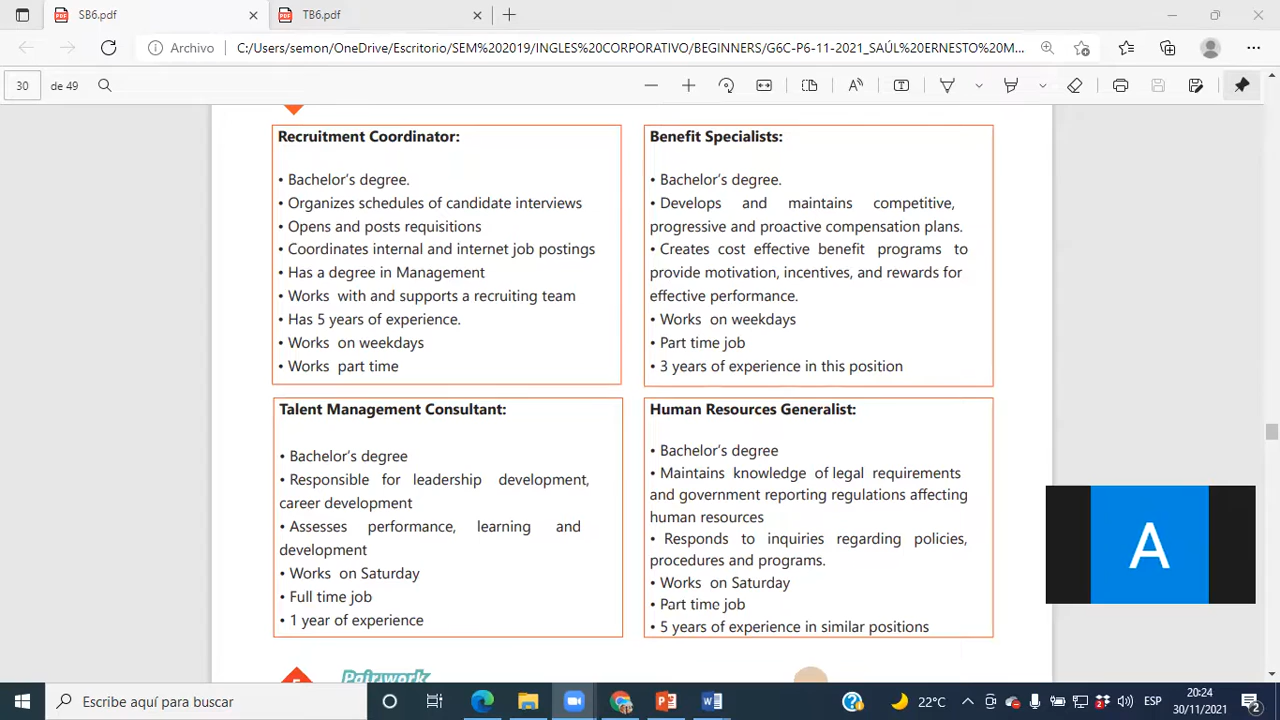 SB6.pdf
TB6.pdf
Archivo
C:/Users/semon/OneDrive/Escritorio/SEM%202019/INGLES%20CORPORATIVO/BEGINNERS/G6C-P6-11-2021_SAÚL%20ERNESTO%20M...
30 de 49
Recruitment Coordinator:
• Bachelor's degree.
• Organizes schedules of candidate interviews
• Opens and posts requisitions
• Coordinates internal and internet job postings
• Has a degree in Management
• Works with and supports a recruiting team
• Has 5 years of experience.
• Works on weekdays
• Works part time
Benefit Specialists:
• Bachelor's degree.
• Develops and maintains competitive,
progressive and proactive compensation plans.
• Creates cost effective benefit programs to
provide motivation, incentives, and rewards for
effective performance.
• Works on weekdays
• Part time job
• 3 years of experience in this position
Talent Management Consultant:
• Bachelor's degree
• Responsible for leadership development,
career development
• Assesses performance, learning and
development
• Works on Saturday
• Full time job
• 1 year of experience
Human Resources Generalist:
• Bachelor's degree
• Maintains knowledge of legal requirements
and government reporting regulations affecting
human resources
• Responds to inquiries regarding policies,
procedures and programs.
• Works on Saturday
• Part time job
• 5 years of experience in similar positions
A
5
Pairwork
Escribe aquí para buscar
22°C
ESP
20:24
30/11/2021
2